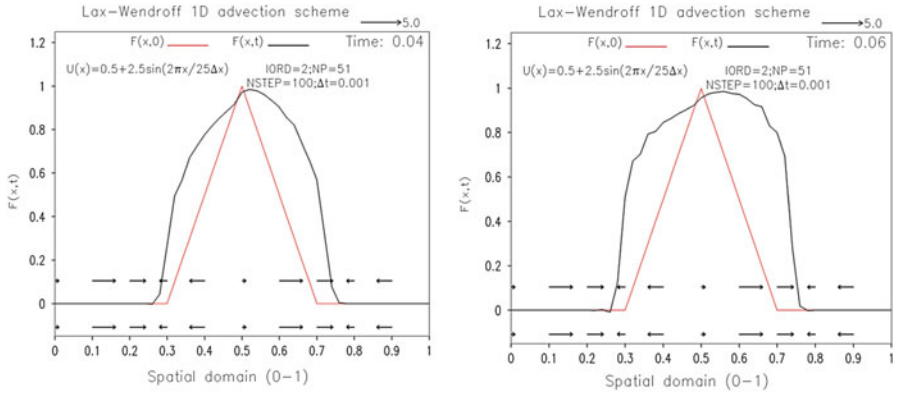 Lax-Wendroff 1D advection scheme
5.0
F(x,0) F(x,t) Time: 0.04
U(x)=0.5+2.5sin(2πx/25Δx) IORD=2;NP=51
NSTEP=100;Δt=0.001
1.2
1
0.8
0.6
0.4
0.2
0
F(x,t)
0 0.1 0.2 0.3 0.4 0.5 0.6 0.7 0.8 0.9 1
Spatial domain (0-1)
Lax-Wendroff 1D advection scheme
5.0
F(x,0) F(x,t) Time: 0.06
U(x)=0.5+2.5sin(2πx/25Δx) IORD=2;NP=51
NSTEP=100;Δt=0.001
1.2
1
0.8
0.6
0.4
0.2
0
F(x,t)
0 0.1 0.2 0.3 0.4 0.5 0.6 0.7 0.8 0.9 1
Spatial domain (0-1)